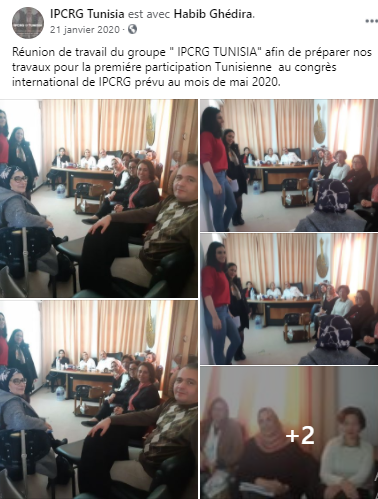 IPCRG Tunisia est avec Habib Ghédira.
21 janvier 2020 ·
Réunion de travail du groupe " IPCRG TUNISIA" afin de préparer nos
travaux pour la premiére participation Tunisienne au congrès
international de IPCRG prévu au mois de mai 2020.
+2